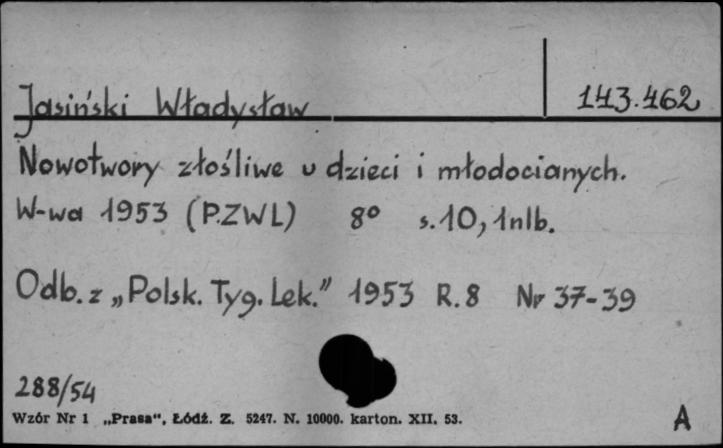 Jasiński Władysław 143.462
Nowotwory złośliwe u dzieci i młodocianych.
W-wa 1953 (P.ZWL) 8° s.10, 1nlb.
Odb. z „Polsk. Tyg. Lek.” 1953 R.8 Nr 37-39
288/54
Wzór Nr 1 „Prasa“, Łódź. Z. 5247. N. 10000. karton. XII. 53.
A